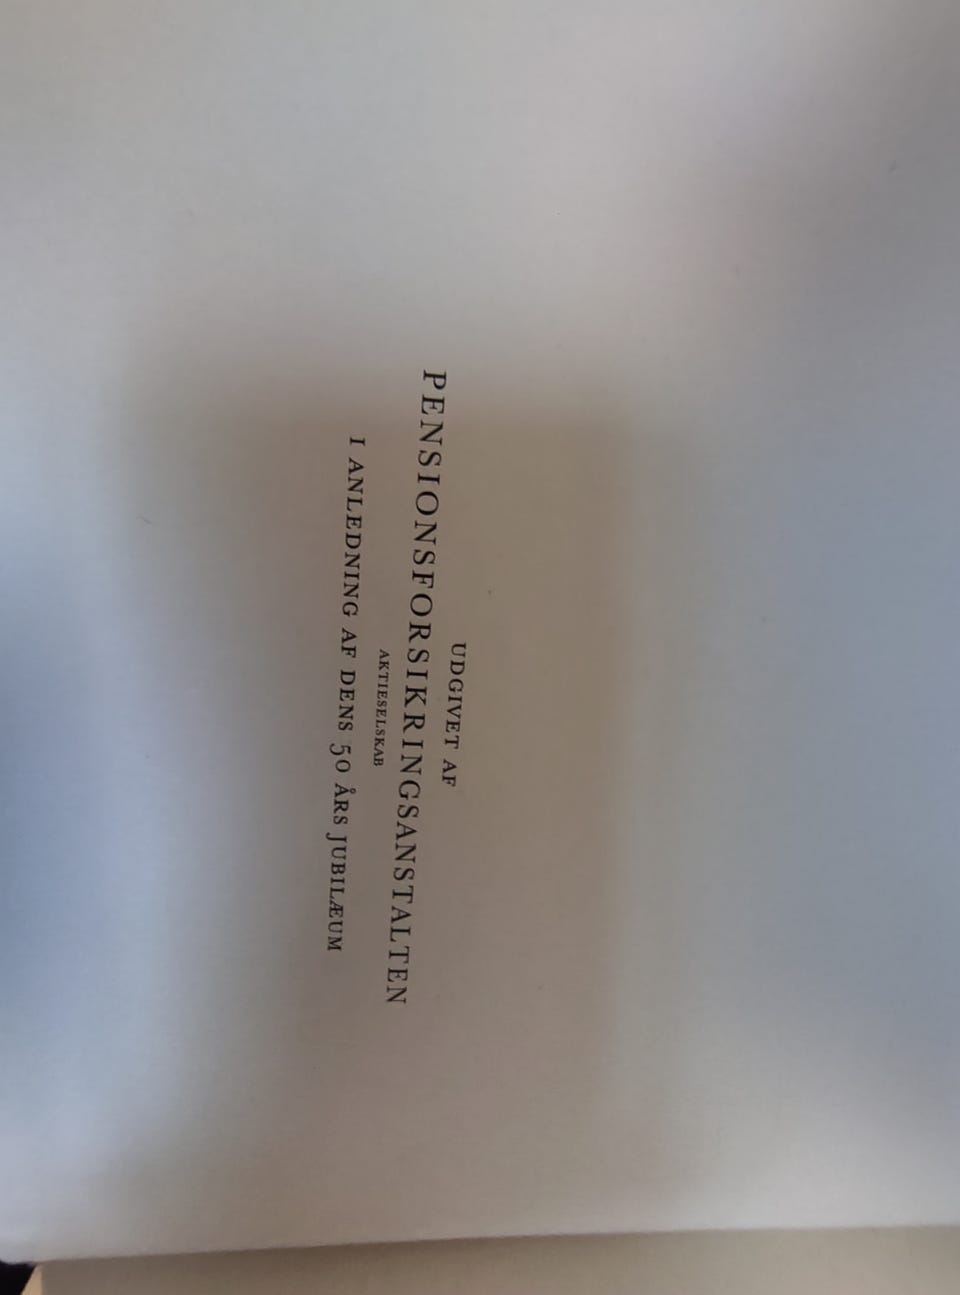 UDGIVET AF
PENSIONSFORSIKRINGSANSTALTEN
AKTIESELSKAB
I ANLEDNING AF DENS 50 ÅRS JUBILÆUM